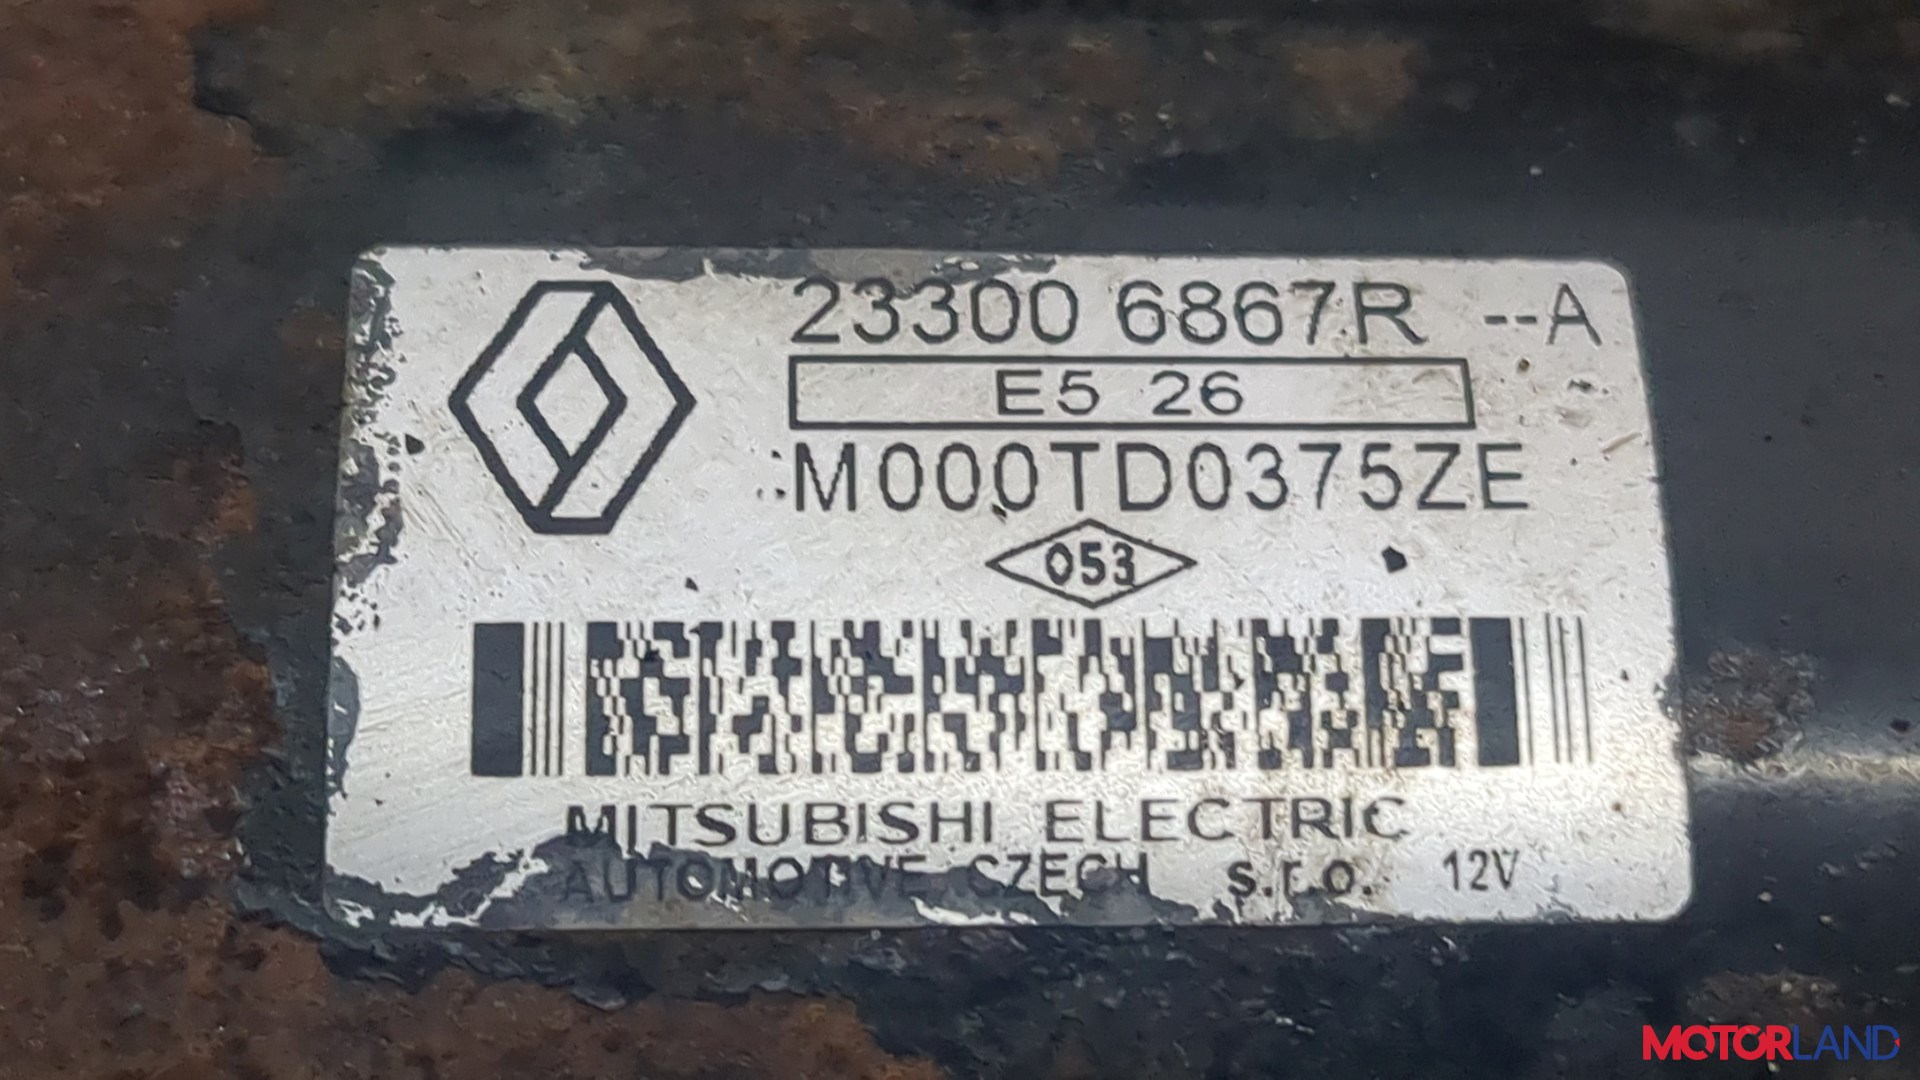 23300 6867R --A
E5 26
M000TD0375ZE
053
MITSUBISHI ELECTRIC
AUTOMOTIVE CZECH s.r.o. 12V
MOTORLAND